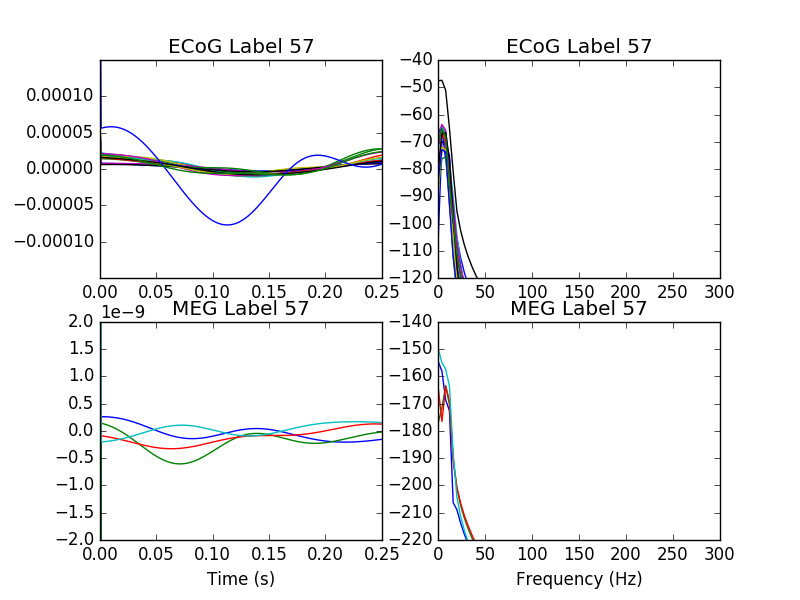 ECoG Label 57
0.00010
0.00005
0.00000
−0.00005
−0.00010
0.00 0.05 0.10 0.15 0.20 0.25
ECoG Label 57
−40
−50
−60
−70
−80
−90
−100
−110
−120
0 50 100 150 200 250 300
MEG Label 57
1e−9
2.0
1.5
1.0
0.5
0.0
−0.5
−1.0
−1.5
−2.0
0.00 0.05 0.10 0.15 0.20 0.25
Time (s)
MEG Label 57
−140
−150
−160
−170
−180
−190
−200
−210
−220
0 50 100 150 200 250 300
Frequency (Hz)